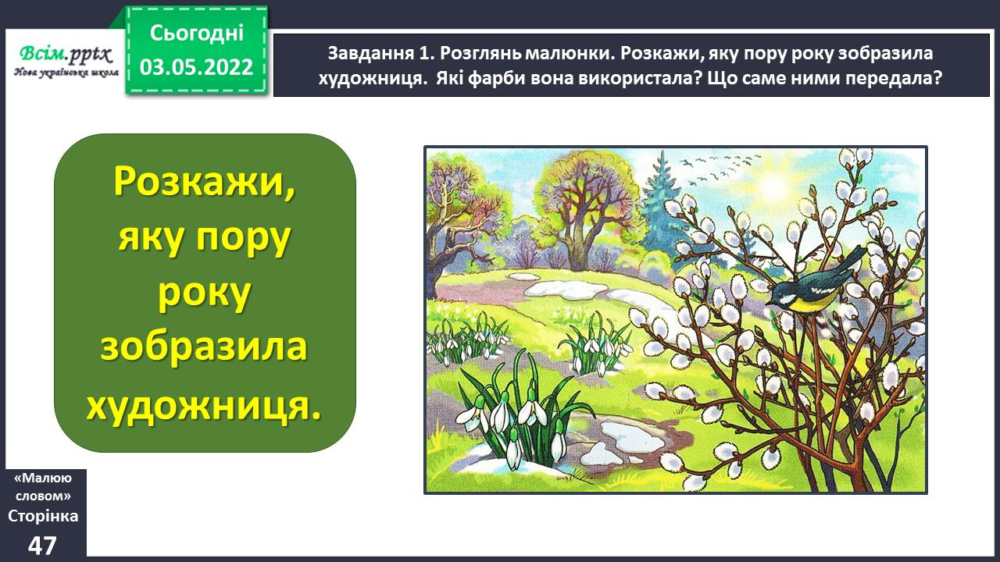 Всім.pptx
Нова українська школа
Сьогодні
03.05.2022
Завдання 1. Розглянь малюнки. Розкажи, яку пору року зобразила
художниця. Які фарби вона використала? Що саме ними передала?
Розкажи,
яку пору
року
зобразила
художниця.
«Малюю
словом»
Сторінка
47